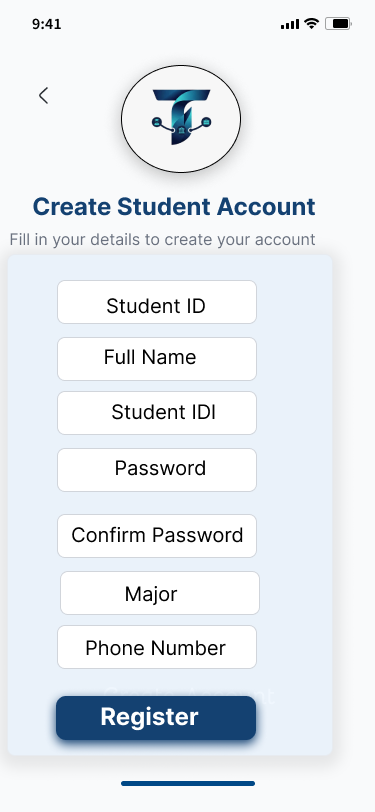 9:41
Create Student Account
Fill in your details to create your account
Student ID
Full Name
Student IDI
Password
Confirm Password
Major
Phone Number
Register